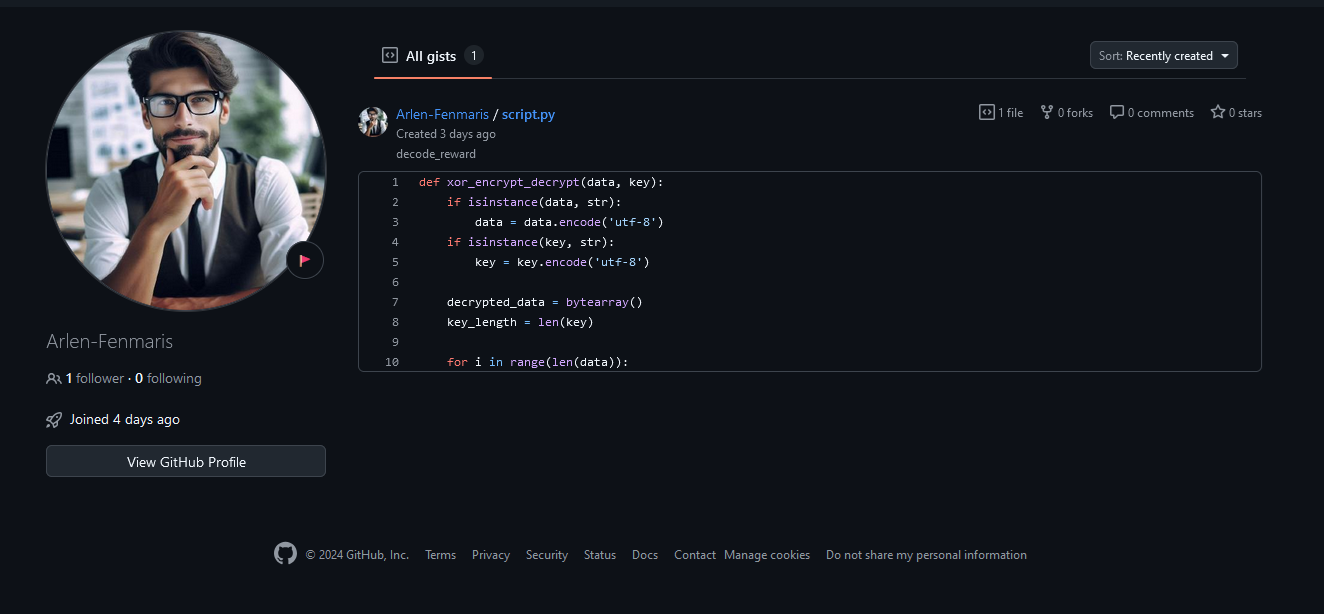 All gists 1
Sort: Recently created
Arlen-Fenmaris / script.py
1 file 0 forks 0 comments 0 stars
Created 3 days ago
decode_reward
1 def xor_encrypt_decrypt(data, key):
2     if isinstance(data, str):
3         data = data.encode('utf-8')
4     if isinstance(key, str):
5         key = key.encode('utf-8')
6
7     decrypted_data = bytearray()
8     key_length = len(key)
9
10     for i in range(len(data)):
Arlen-Fenmaris
1 follower · 0 following
Joined 4 days ago
View GitHub Profile
© 2024 GitHub, Inc. Terms Privacy Security Status Docs Contact Manage cookies Do not share my personal information